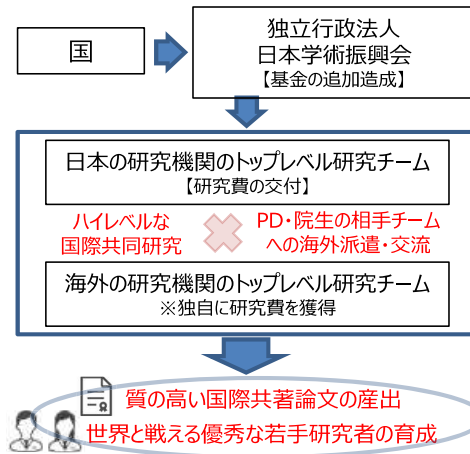 国
独立行政法人
日本学術振興会
【基金の追加造成】
日本の研究機関のトップレベル研究チーム
【研究費の交付】
ハイレベルな
国際共同研究
PD・院生の相手チーム
への海外派遣・交流
海外の研究機関のトップレベル研究チーム
※独自に研究費を獲得
質の高い国際共著論文の産出
世界と戦える優秀な若手研究者の育成